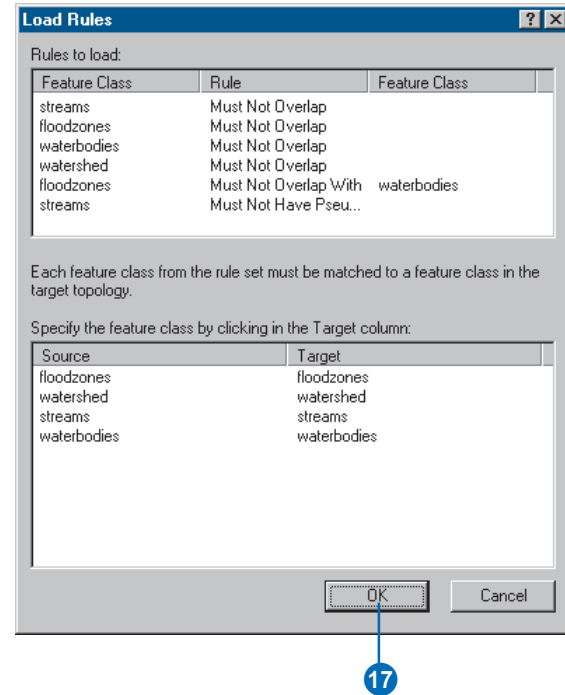 Load Rules
Rules to load:
Feature Class Rule Feature Class
streams Must Not Overlap
floodzones Must Not Overlap
waterbodies Must Not Overlap
watershed Must Not Overlap
floodzones Must Not Overlap With waterbodies
streams Must Not Have Pseu...
Each feature class from the rule set must be matched to a feature class in the
target topology.
Specify the feature class by clicking in the Target column:
Source Target
floodzones floodzones
watershed watershed
streams streams
waterbodies waterbodies
OK Cancel
17